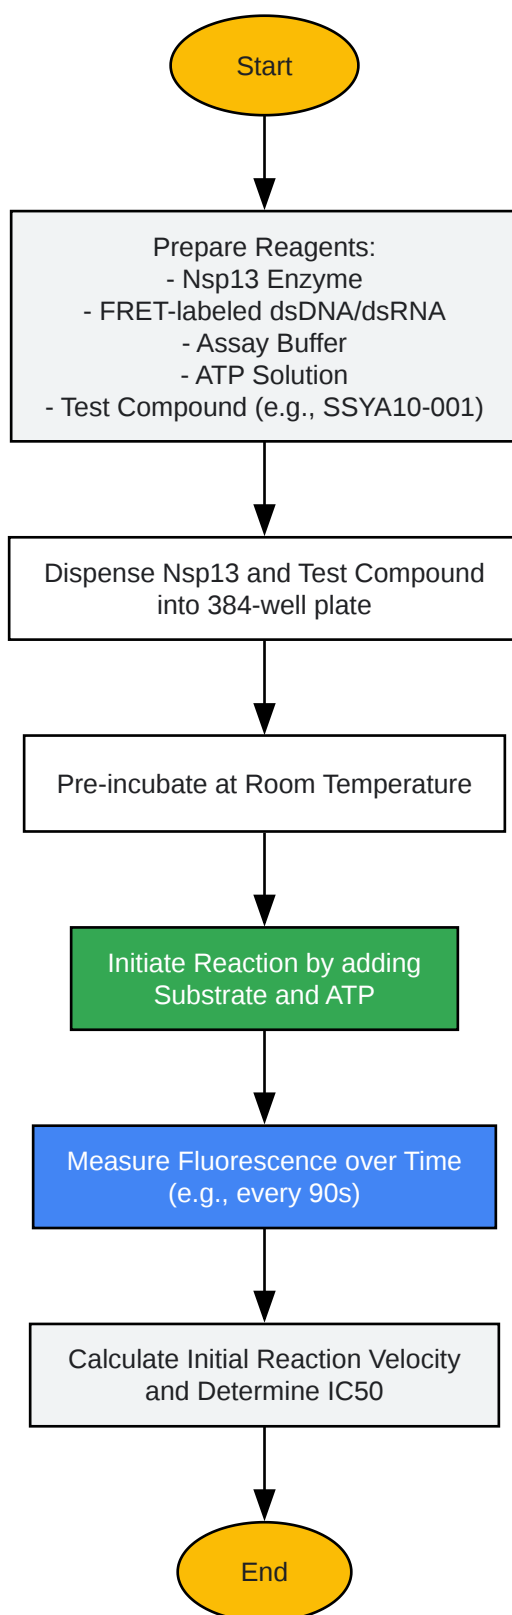 Start
Prepare Reagents:
- Nsp13 Enzyme
- FRET-labeled dsDNA/dsRNA
- Assay Buffer
- ATP Solution
- Test Compound (e.g., SSYA10-001)
Dispense Nsp13 and Test Compound
into 384-well plate
Pre-incubate at Room Temperature
Initiate Reaction by adding
Substrate and ATP
Measure Fluorescence over Time
(e.g., every 90s)
Calculate Initial Reaction Velocity
and Determine IC50
End